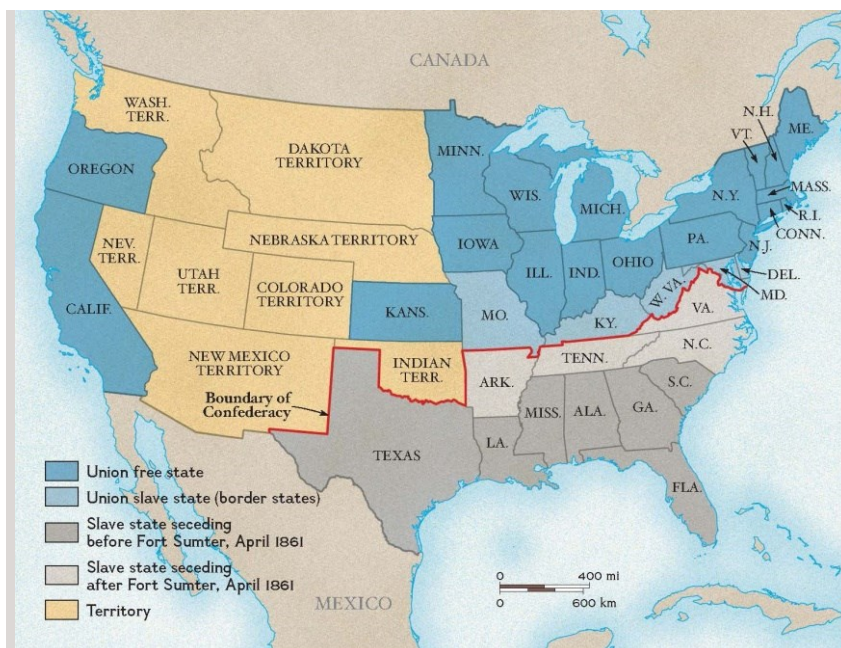 CANADA
WASH.
TERR.
DAKOTA
TERRITORY
MINN.
N.H.
VT.
ME.
OREGON
WIS.
MICH.
N.Y.
MASS.
R.I.
CONN.
NEV.
TERR.
NEBRASKA TERRITORY
IOWA
PA.
N.J.
UTAH
TERR.
COLORADO
TERRITORY
ILL.
IND.
OHIO
DEL.
MD.
CALIF.
KANS.
MO.
KY.
W. VA.
VA.
NEW MEXICO
TERRITORY
INDIAN
TERR.
ARK.
TENN.
N.C.
Boundary of
Confederacy
MISS.
ALA.
GA.
S.C.
TEXAS
LA.
FLA.
Union free state
Union slave state (border states)
Slave state seceding
before Fort Sumter, April 1861
Slave state seceding
after Fort Sumter, April 1861
Territory
MEXICO
0 400 mi
0 600 km